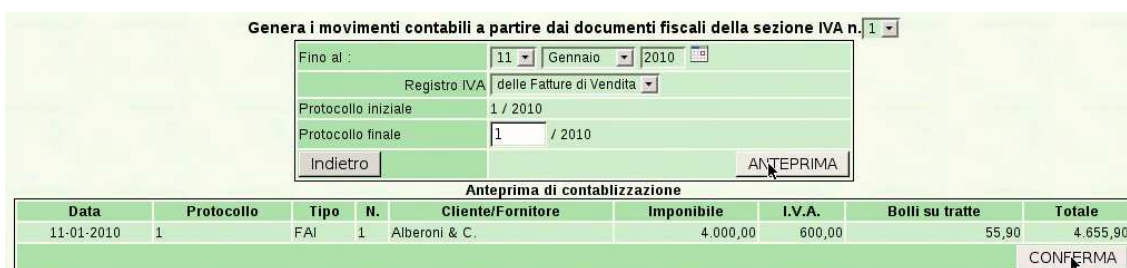 Genera i movimenti contabili a partire dai documenti fiscali della sezione IVA n. 1
Fino al : 11 Gennaio 2010
Registro IVA delle Fatture di Vendita
Protocollo iniziale 1 / 2010
Protocollo finale 1 / 2010
Indietro ANTEPRIMA
Anteprima di contablizzazione
Data Protocollo Tipo N. Cliente/Fornitore Imponibile I.V.A. Bolli su tratte Totale
11-01-2010 1 FAI 1 Alberoni & C. 4.000,00 600,00 55,90 4.655,90
CONFERMA